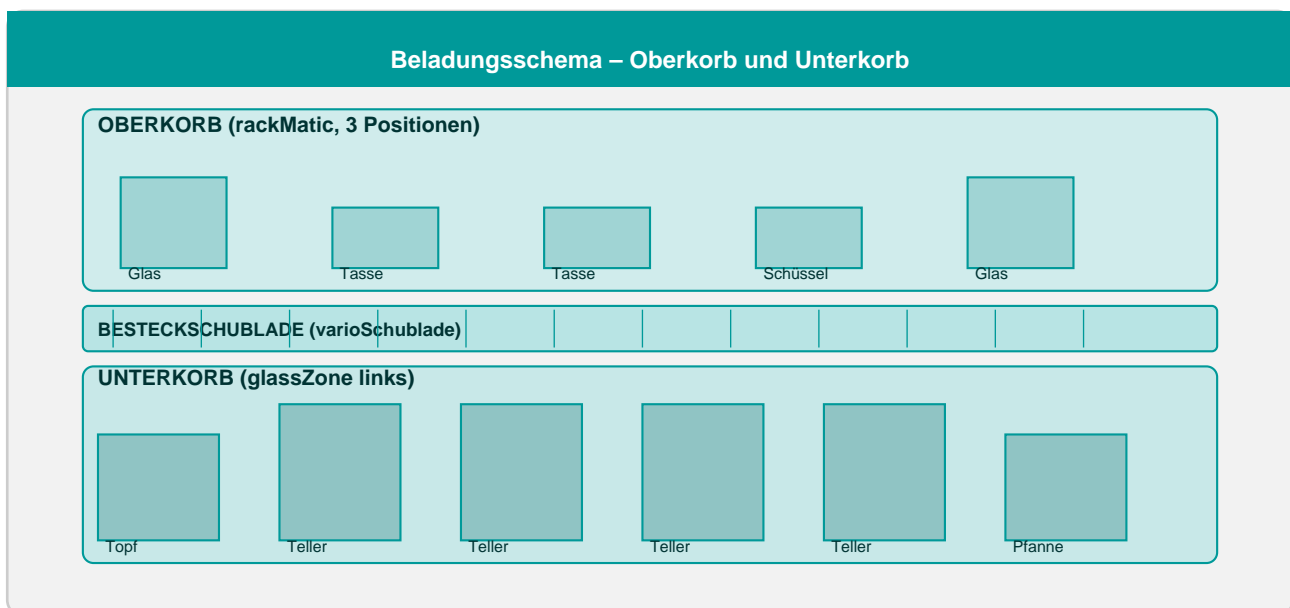 Beladungsschema – Oberkorb und Unterkorb
OBERKORB (rackMatic, 3 Positionen)
Glas Tasse Tasse Schüssel Glas
BESTECKSCHUBLADE (varioSchublade)
UNTERKORB (glassZone links)
Topf Teller Teller Teller Teller Pfanne